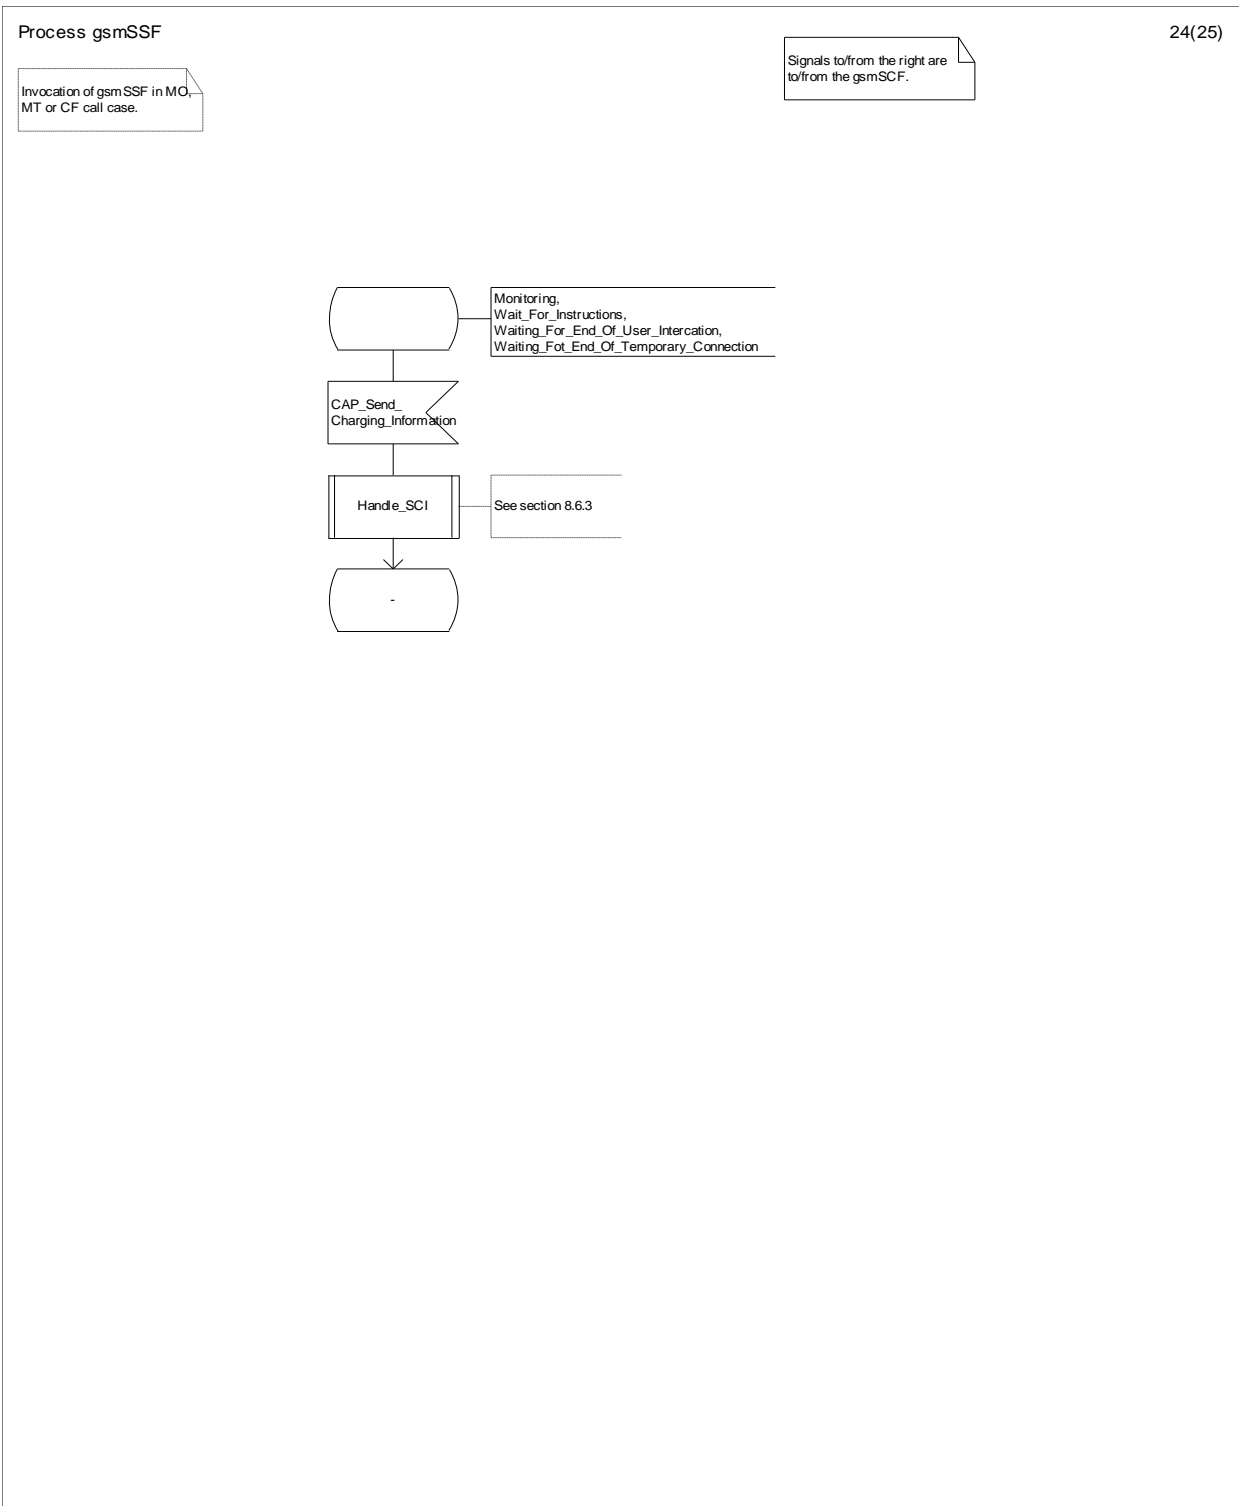 Process gsmSSF
24(25)
Signals to/from the right are
to/from the gsmSCF.
Invocation of gsmSSF in MO,
MT or CF call case.
Monitoring,
Wait_For_Instructions,
Waiting_For_End_Of_User_Intercation,
Waiting_Fot_End_Of_Temporary_Connection
CAP_Send_
Charging_Information
Handle_SCI
See section 8.6.3
-